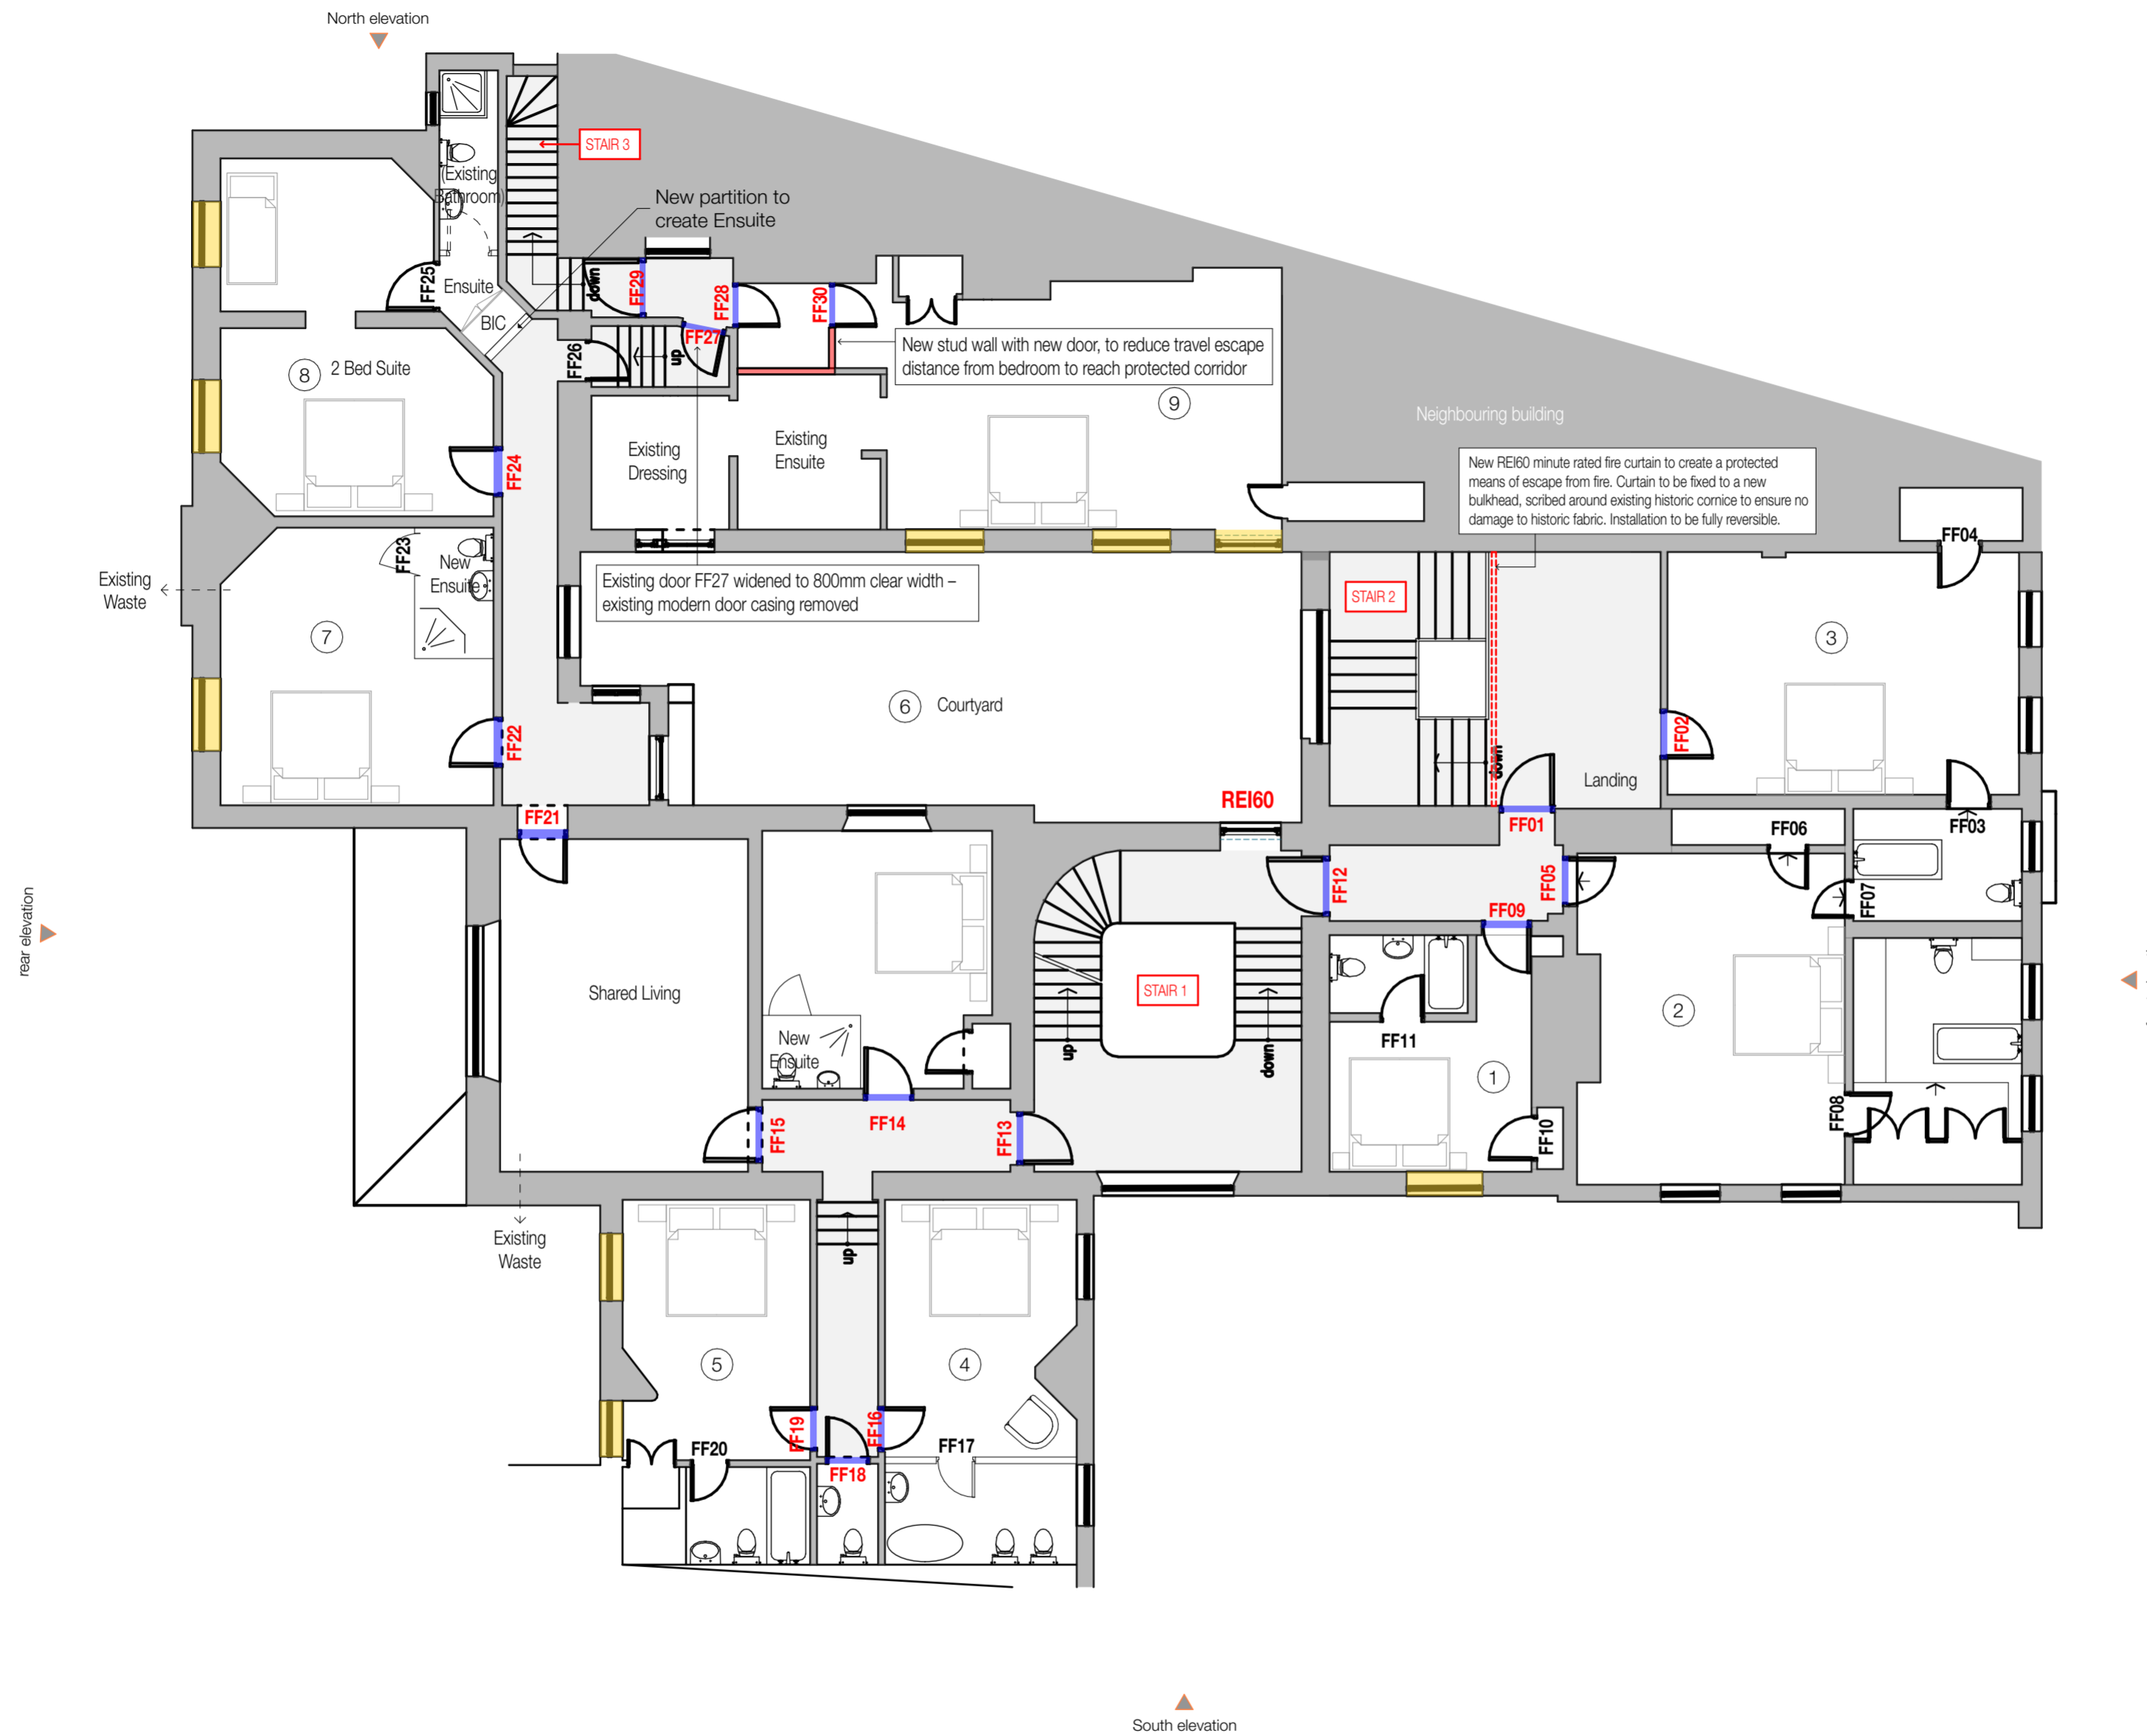 North elevation
STAIR 3
(Existing
Bathroom)
New partition to
create Ensuite
FF25
Ensuite
BIC
down
FF29
FF28
FF30
FF27
FF26
up
New stud wall with new door, to reduce travel escape
distance from bedroom to reach protected corridor
8
2 Bed Suite
9
Neighbouring building
Existing
Dressing
Existing
Ensuite
FF24
New REI60 minute rated fire curtain to create a protected
means of escape from fire. Curtain to be fixed to a new
bulkhead, scribed around existing historic cornice to ensure no
damage to historic fabric. Installation to be fully reversible.
FF04
FF23
New
Ensuite
Existing
Waste
Existing door FF27 widened to 800mm clear width –
existing modern door casing removed
STAIR 2
7
3
6
Courtyard
FF22
FF02
down
Landing
REI60
FF21
FF01
FF06
FF03
FF12
FF05
FF07
FF09
rear elevation
Shared Living
STAIR 1
2
New
Ensuite
up
down
FF11
1
FF15
FF14
FF13
FF10
FF08
Existing
Waste
up
5
4
FF19
FF16
FF20
FF17
FF18
South elevation